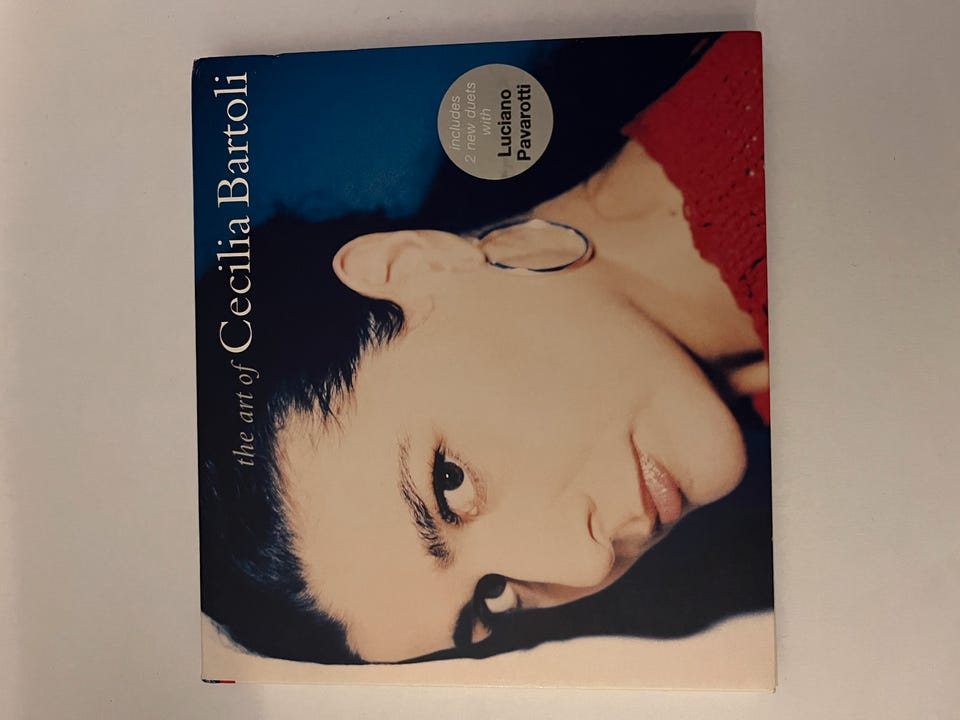 the art of Cecilia Bartoli
includes
2 new duets
with
Luciano
Pavarotti